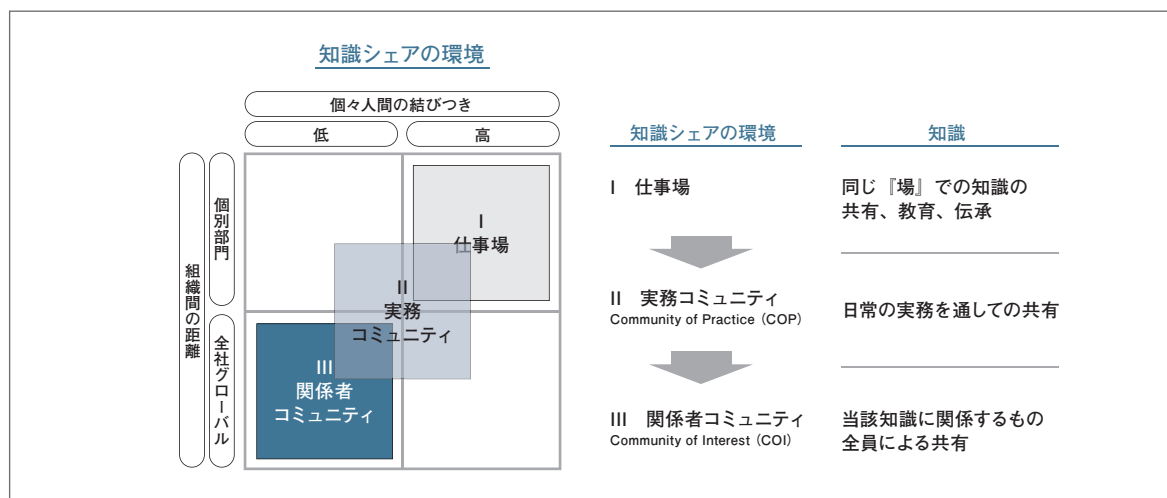 知識シェアの環境
個々人間の結びつき
低
高
組織間の距離
個別部門
全社グローバル
I
仕事場
II
実務
コミュニティ
III
関係者
コミュニティ
知識シェアの環境
知識
I 仕事場
同じ『場』での知識の
共有、教育、伝承
II 実務コミュニティ
Community of Practice (COP)
日常の実務を通しての共有
III 関係者コミュニティ
Community of Interest (COI)
当該知識に関係するもの
全員による共有